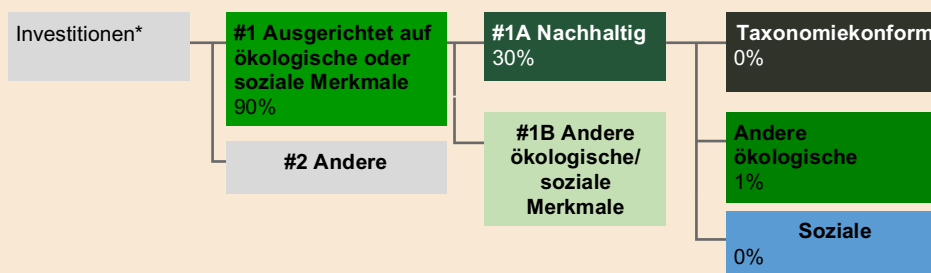 Investitionen*
#1 Ausgerichtet auf
ökologische oder
soziale Merkmale
90%
#2 Andere
#1A Nachhaltig
30%
#1B Andere
ökologische/
soziale
Merkmale
Taxonomiekonform
0%
Andere
ökologische
1%
Soziale
0%